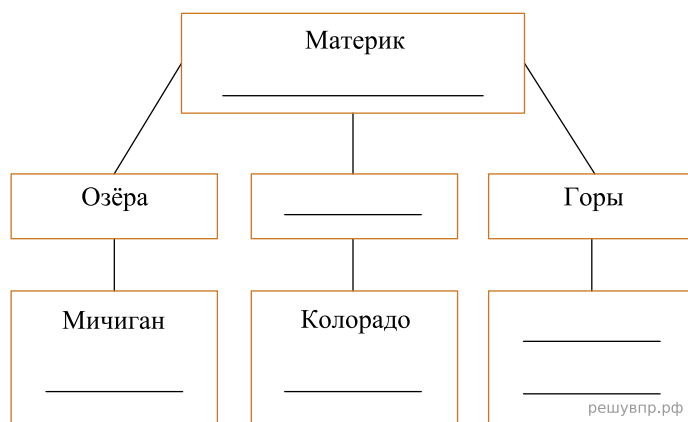 Материк
Озёра
Горы
Мичиган
Колорадо
решувпр.рф